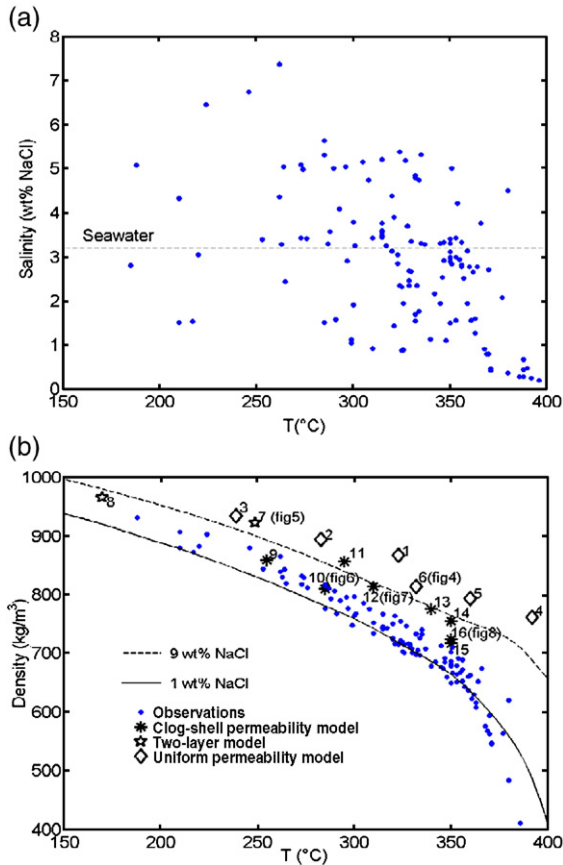 (a)
8
7
6
5
4
3
2
1
0
Salinity (wt% NaCl)
Seawater
150 200 250 300 350 400
T(°C)
(b)
1000
900
800
700
600
500
400
Density (kg/m³)
8
3
7 (fig5)
2
1
9
11
10(fig6)
12(fig7)
6(fig4)
13
5
4
14
16(fig8)
15
9 wt% NaCl
1 wt% NaCl
Observations
Clog-shell permeability model
Two-layer model
Uniform permeability model
150 200 250 300 350 400
T (°C)